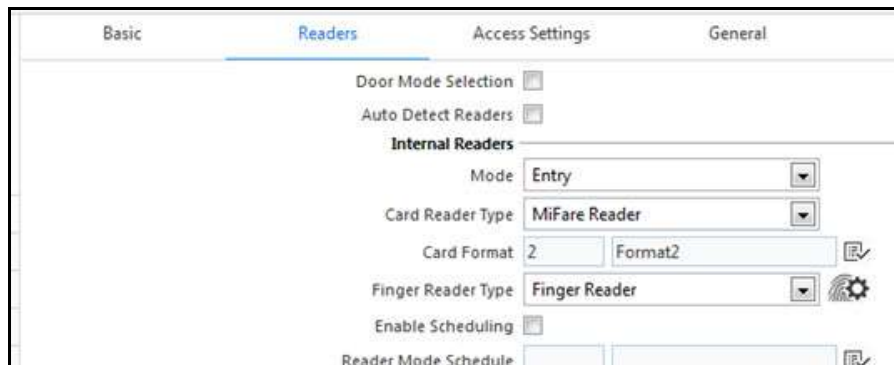 Basic Readers Access Settings General
Door Mode Selection
Auto Detect Readers
Internal Readers
Mode Entry
Card Reader Type MiFare Reader
Card Format 2 Format2
Finger Reader Type Finger Reader
Enable Scheduling
Reader Mode Schedule